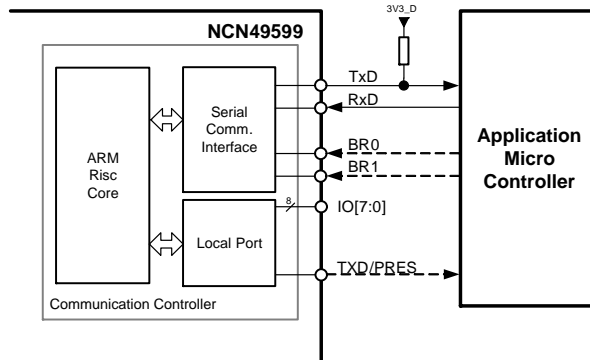 3V3_D
NCN49599
TxD
RxD
Serial
Comm.
Interface
BR0
BR1
ARM
Risc
Core
Application
Micro
Controller
8
IO[7:0]
Local Port
TXD/PRES
Communication Controller